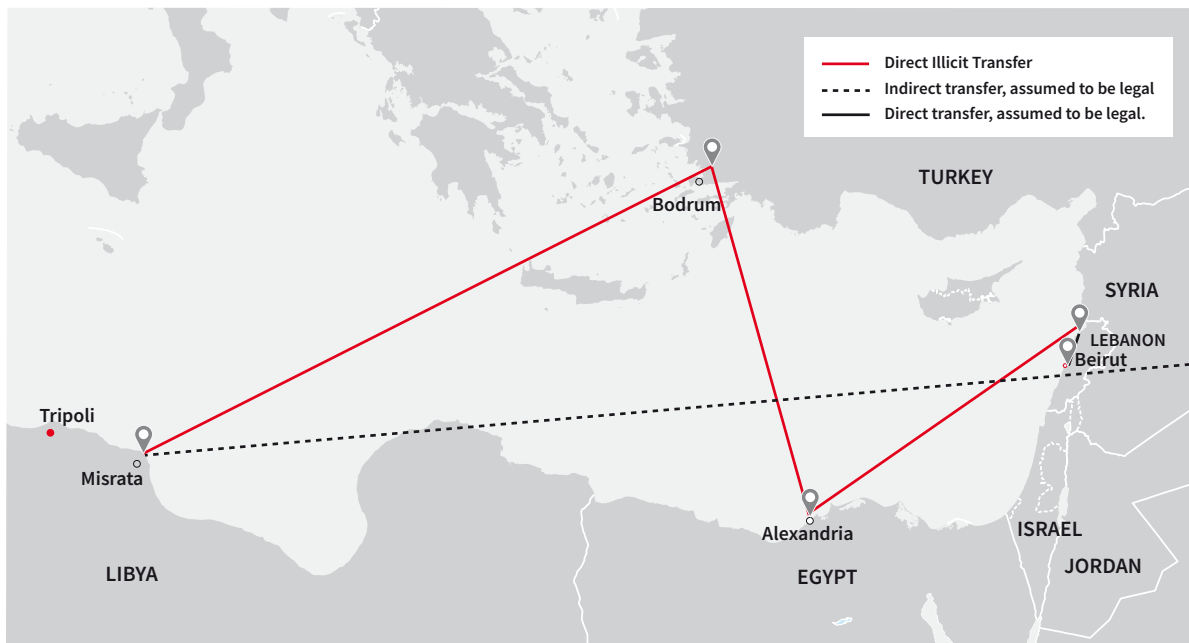 Direct Illicit Transfer
Indirect transfer, assumed to be legal
Direct transfer, assumed to be legal.
TURKEY
Bodrum
SYRIA
LEBANON
Beirut
Tripoli
Misrata
Alexandria
ISRAEL
JORDAN
LIBYA
EGYPT